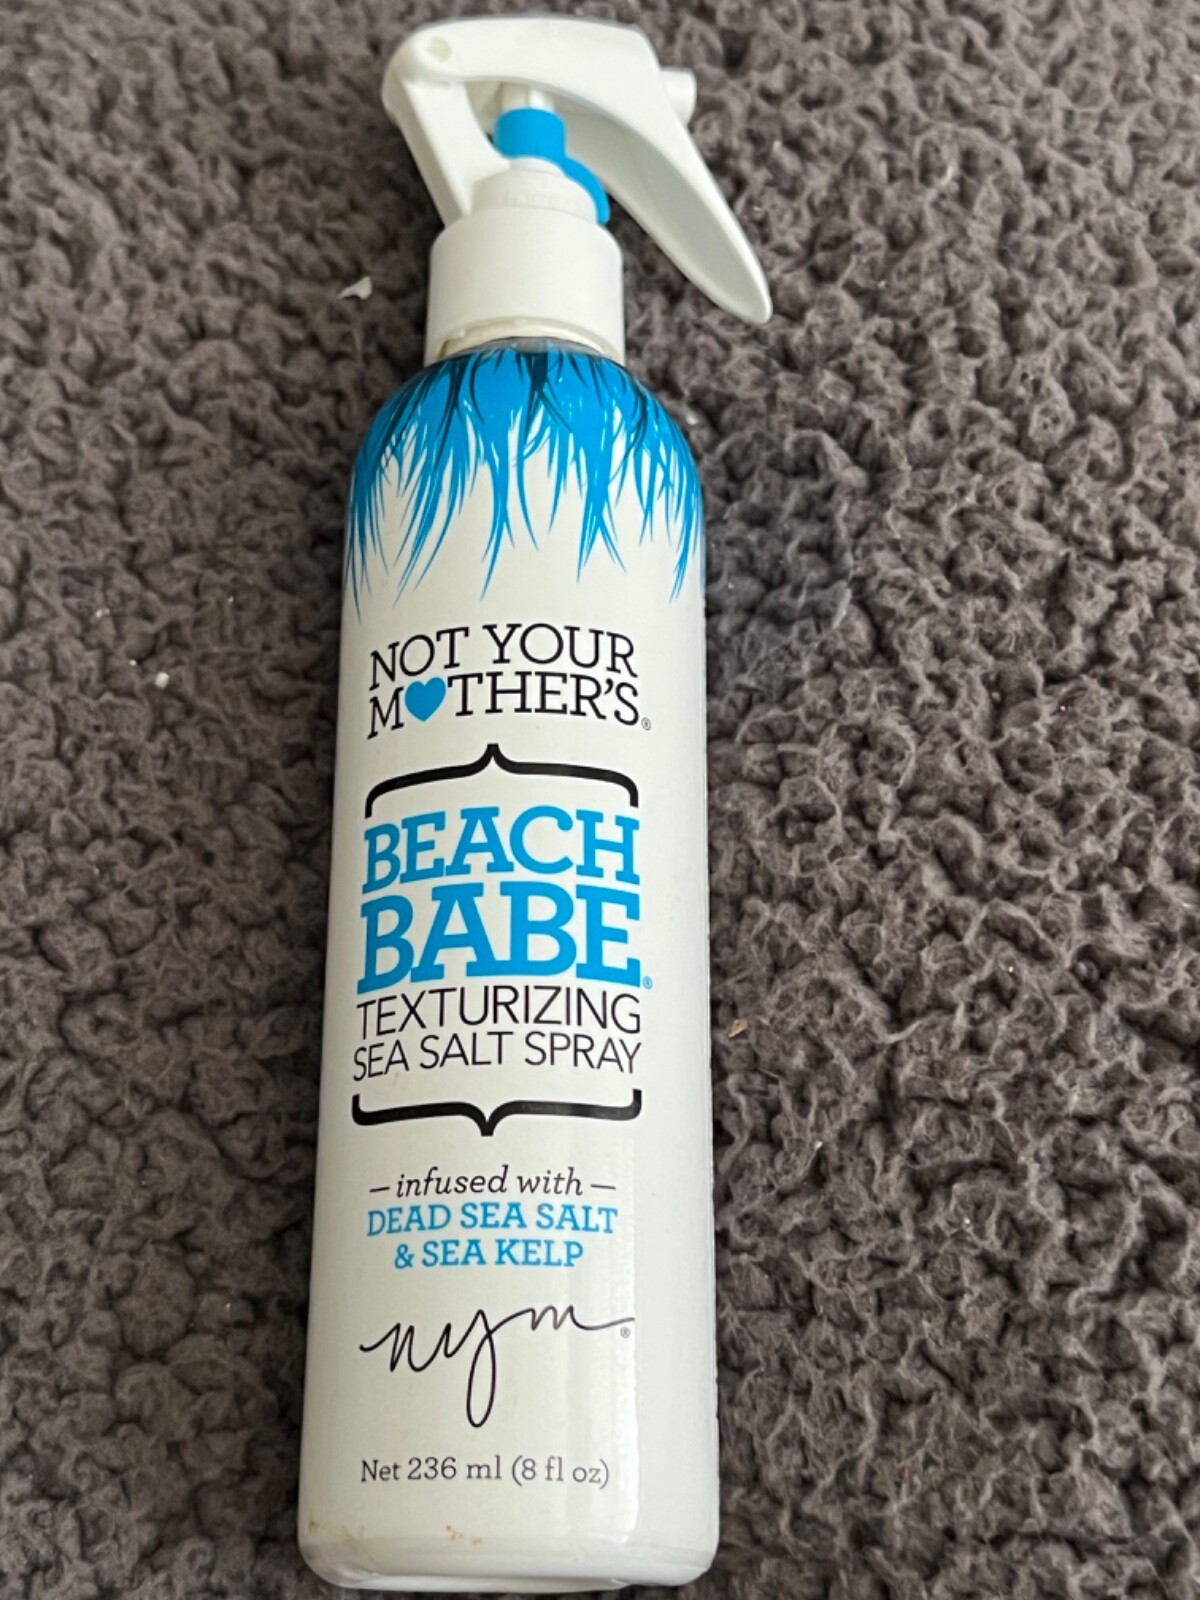 NOT YOUR
MOTHER'S®
BEACH
BABE®
TEXTURIZING
SEA SALT SPRAY
– infused with –
DEAD SEA SALT
& SEA KELP
nym®
Net 236 ml (8 fl oz)